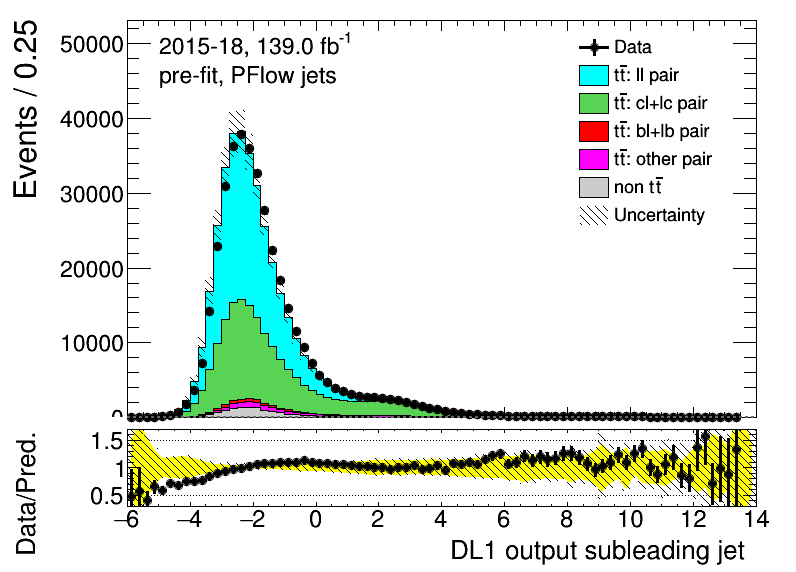 Events / 0.25
50000
40000
30000
20000
10000
0
2015-18, 139.0 fb⁻¹
pre-fit, PFlow jets
Data
tt̄: ll pair
tt̄: cl+lc pair
tt̄: bl+lb pair
tt̄: other pair
non tt̄
Uncertainty
Data/Pred.
1.5
1
0.5
−6 −4 −2 0 2 4 6 8 10 12 14
DL1 output subleading jet